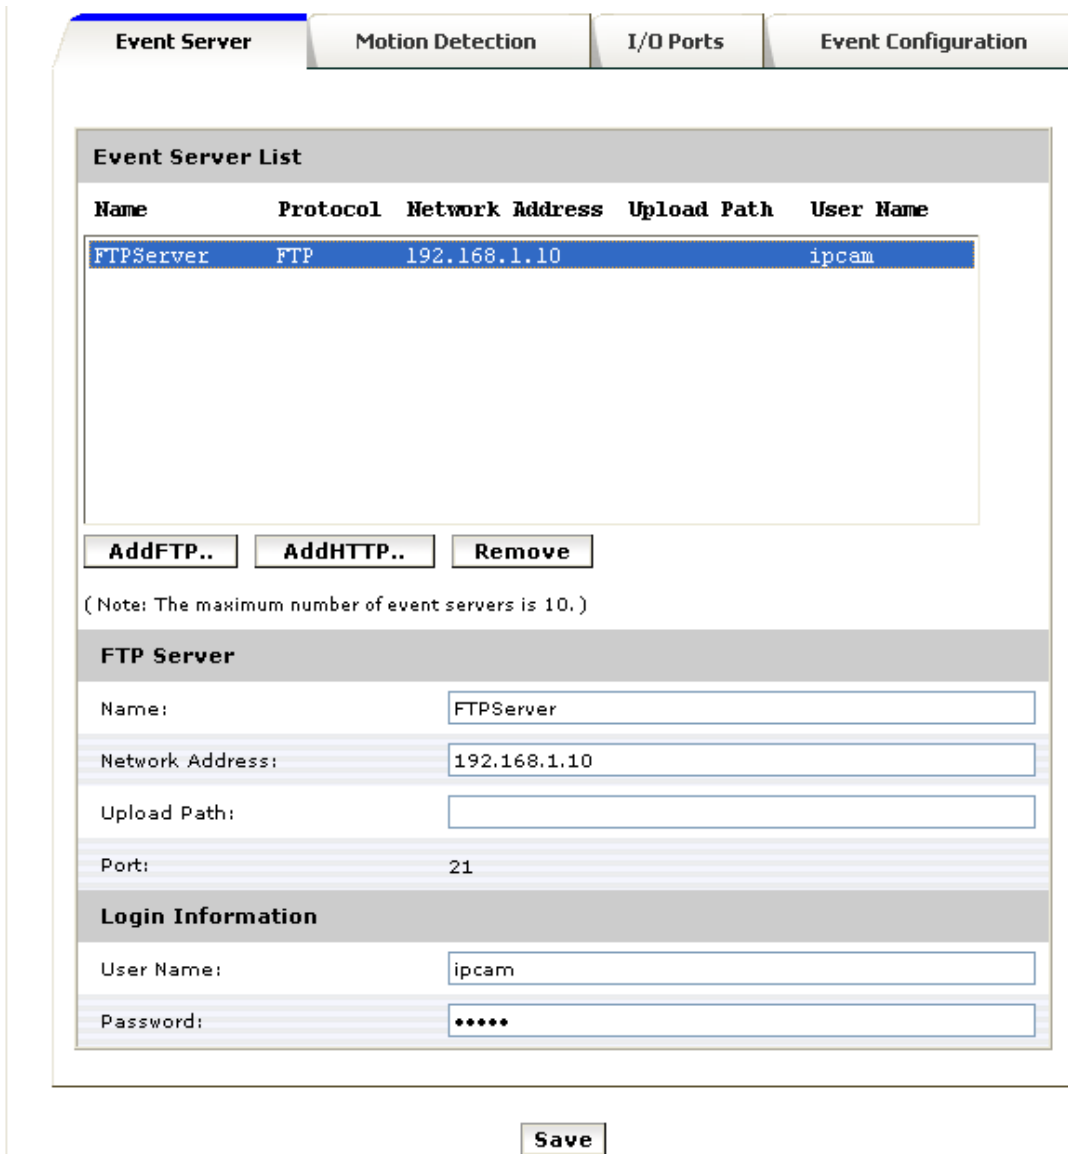 Event Server Motion Detection I/O Ports Event Configuration
Event Server List
Name Protocol Network Address Upload Path User Name
FTPServer FTP 192.168.1.10 ipcam
AddFTP.. AddHTTP.. Remove
(Note: The maximum number of event servers is 10.)
FTP Server
Name: FTPServer
Network Address: 192.168.1.10
Upload Path:
Port: 21
Login Information
User Name: ipcam
Password: •••••
Save